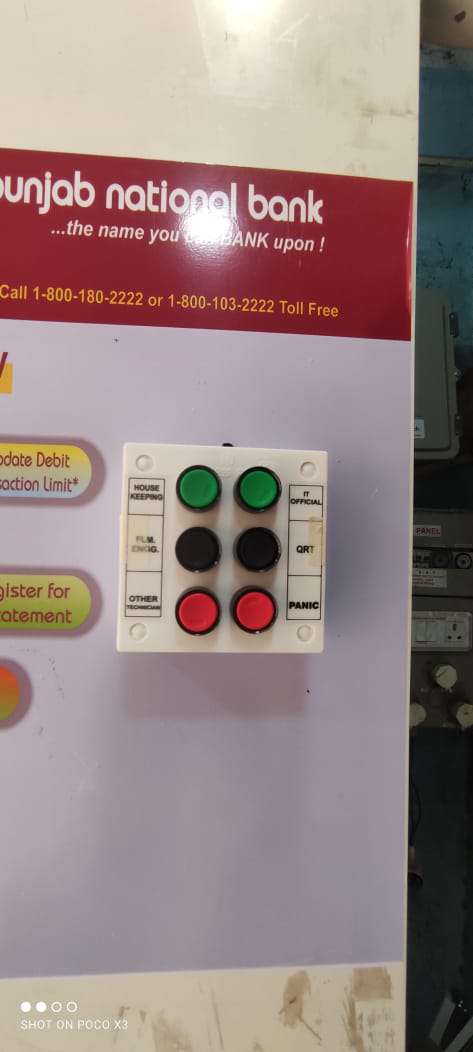 punjab national bank
...the name you can BANK upon !
Call 1-800-180-2222 or 1-800-103-2222 Toll Free
Debit
saction Limit*
gister for
tatement
HOUSE
KEEPING
IT
OFFICIAL
FLM.
ENGG.
QRT
OTHER
TECHNICIAN
PANIC
PANEL
SHOT ON POCO X3